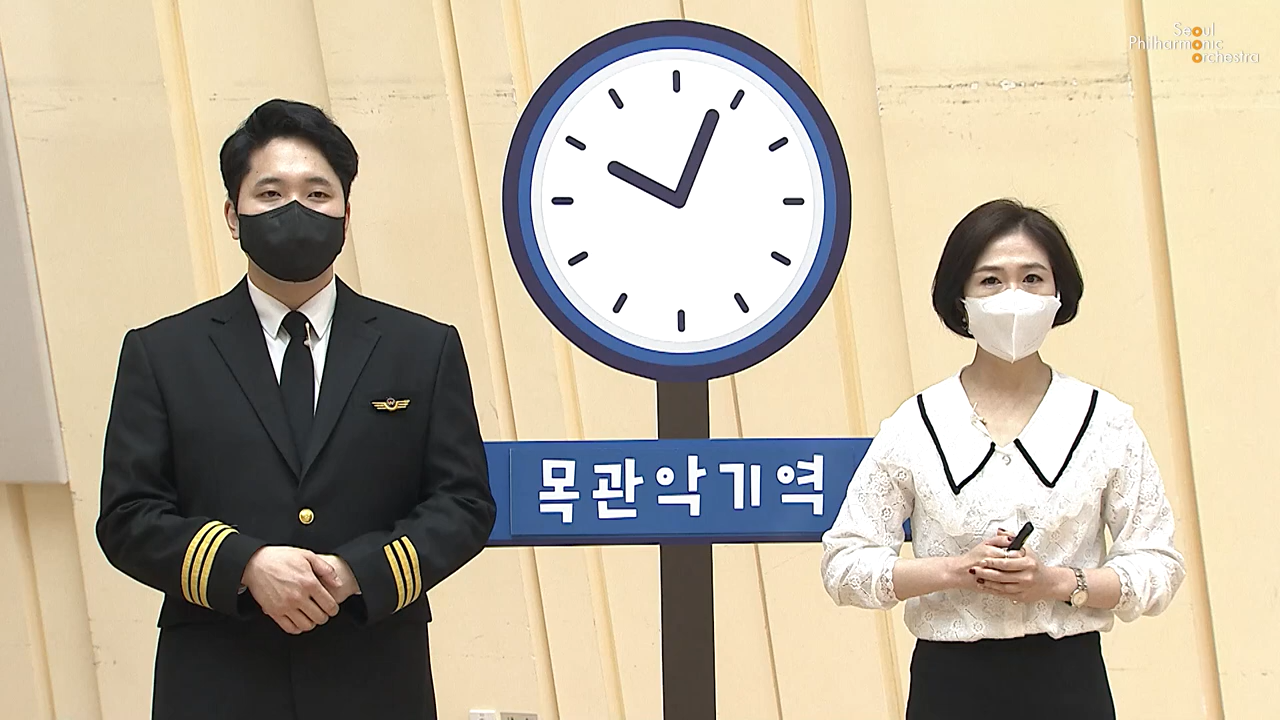 Seoul
Philharmonic
orchestra
목관악기역